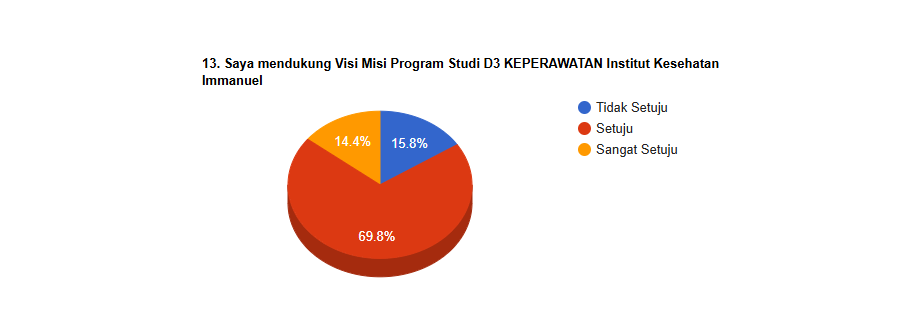 13. Saya mendukung Visi Misi Program Studi D3 KEPERAWATAN Institut Kesehatan
Immanuel
Tidak Setuju
Setuju
Sangat Setuju
14.4%
15.8%
69.8%